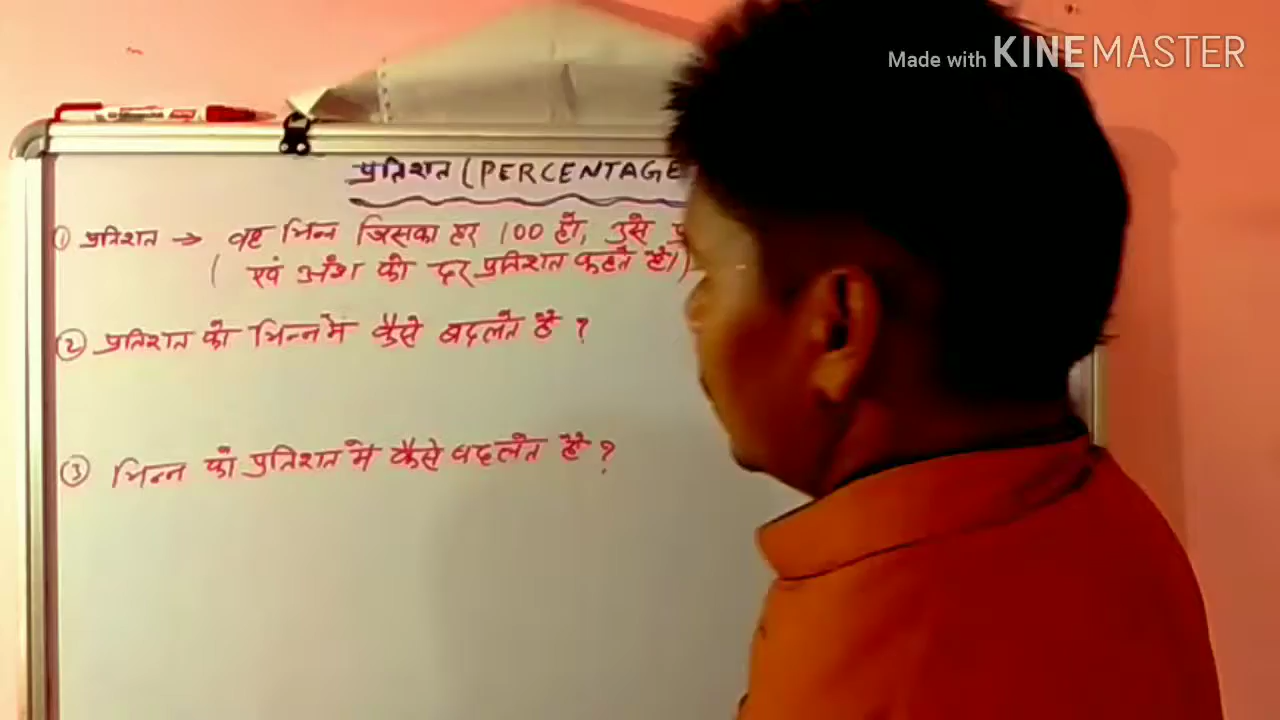 Made with KINEMASTER
प्रतिशत (PERCENTAGE
① प्रतिशत → वह भिन्न जिसका हर 100 हो, उसे
( एवं अंश को दर प्रतिशत कहते है।)
② प्रतिशत को भिन्न में कैसे बदलते है ?
③ भिन्न को प्रतिशत में कैसे बदलते है ?